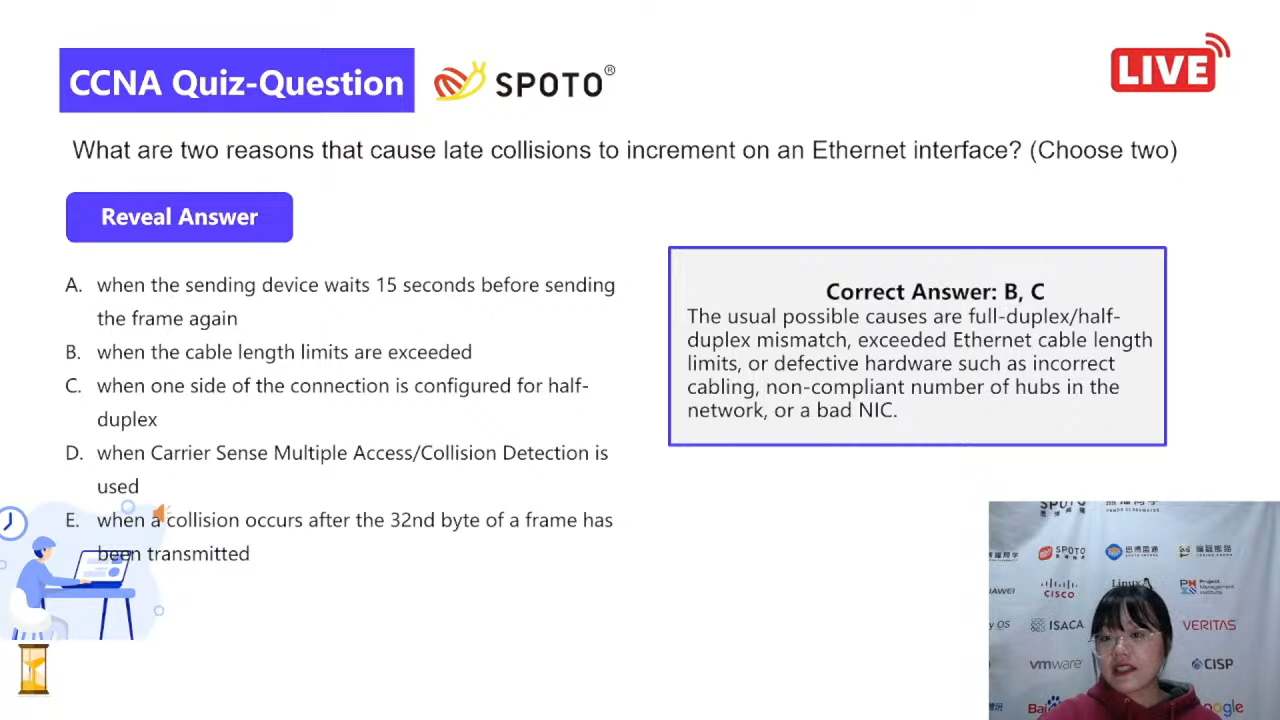 CCNA Quiz-Question
SPOTO®
LIVE
What are two reasons that cause late collisions to increment on an Ethernet interface? (Choose two)
Reveal Answer
A. when the sending device waits 15 seconds before sending
the frame again
B. when the cable length limits are exceeded
C. when one side of the connection is configured for half-
duplex
D. when Carrier Sense Multiple Access/Collision Detection is
used
E. when a collision occurs after the 32nd byte of a frame has
been transmitted
Correct Answer: B, C
The usual possible causes are full-duplex/half-
duplex mismatch, exceeded Ethernet cable length
limits, or defective hardware such as incorrect
cabling, non-compliant number of hubs in the
network, or a bad NIC.
SPOTO
SPOTO
CISCO
Linux
Project
Management
Institute
ISACA
VERITAS
vmware
CISP